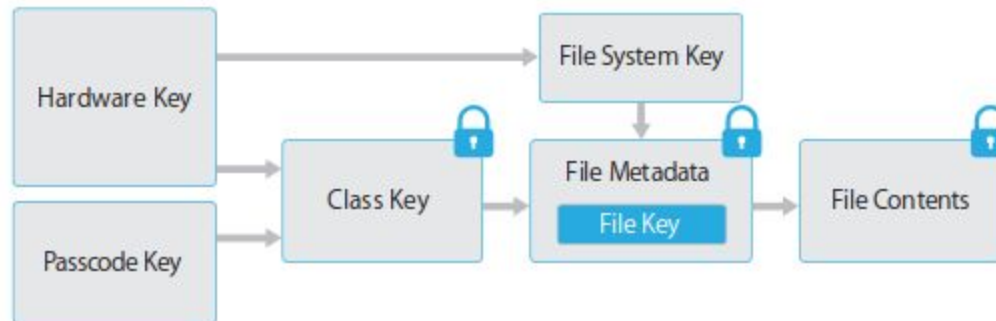 Hardware Key
File System Key
Class Key
File Metadata
File Key
File Contents
Passcode Key